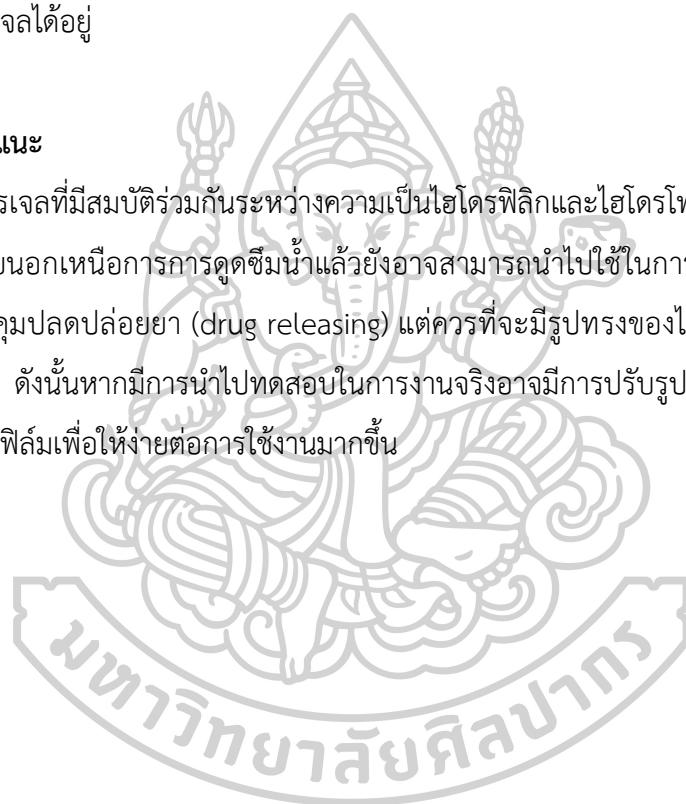 จลได้อยู่
แนะ
รเจลที่มีสมบัติร่วมกันระหว่างความเป็นไฮโดรฟิลิกและไฮโดรโฟ
ยนอกเหนือการการดูดซึมน้ำแล้วยังอาจสามารถนำไปใช้ในการ
คุมปลดปล่อยยา (drug releasing) แต่ควรที่จะมีรูปทรงของไ
ดังนั้นหากมีการนำไปทดสอบในการงานจริงอาจมีการปรับรูป
ฟิล์มเพื่อให้ง่ายต่อการใช้งานมากขึ้น
มหาวิทยาลัยศิลปากร